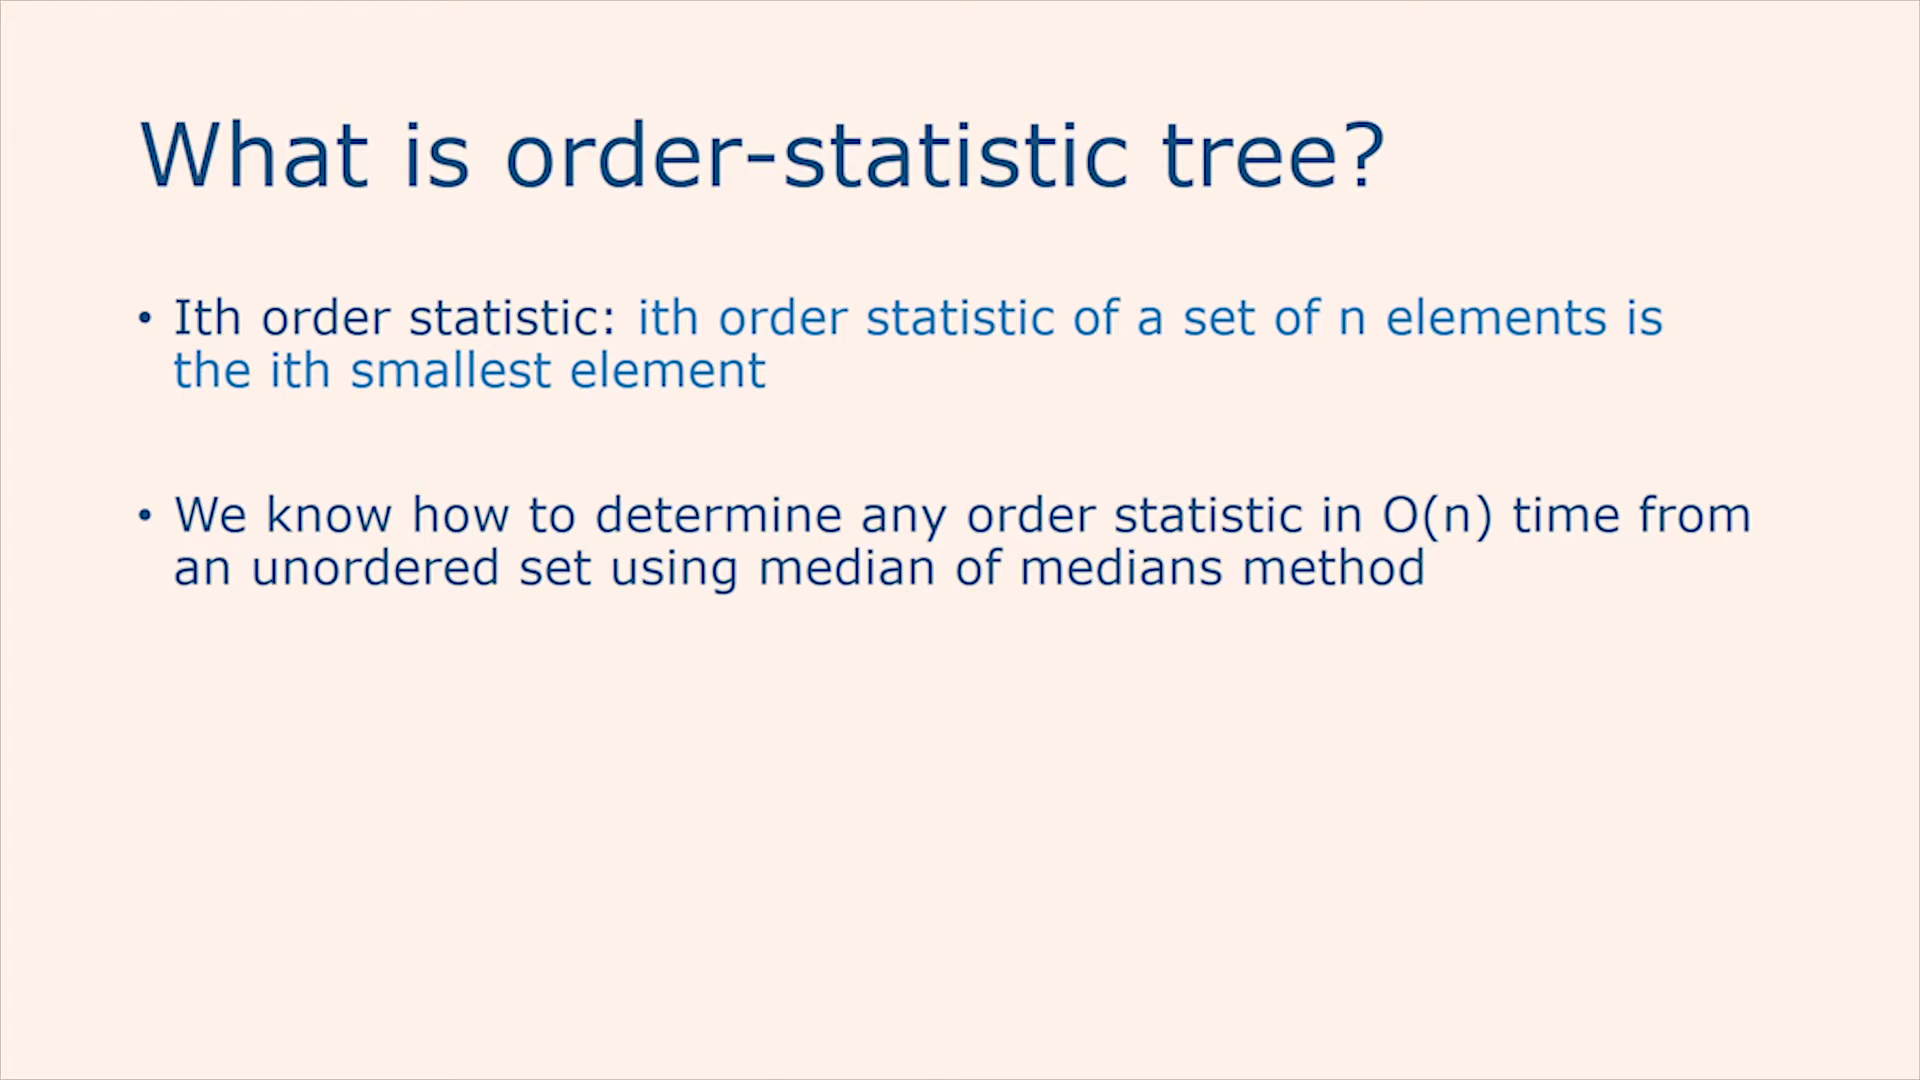 What is order-statistic tree?
• Ith order statistic: ith order statistic of a set of n elements is
the ith smallest element
• We know how to determine any order statistic in O(n) time from
an unordered set using median of medians method